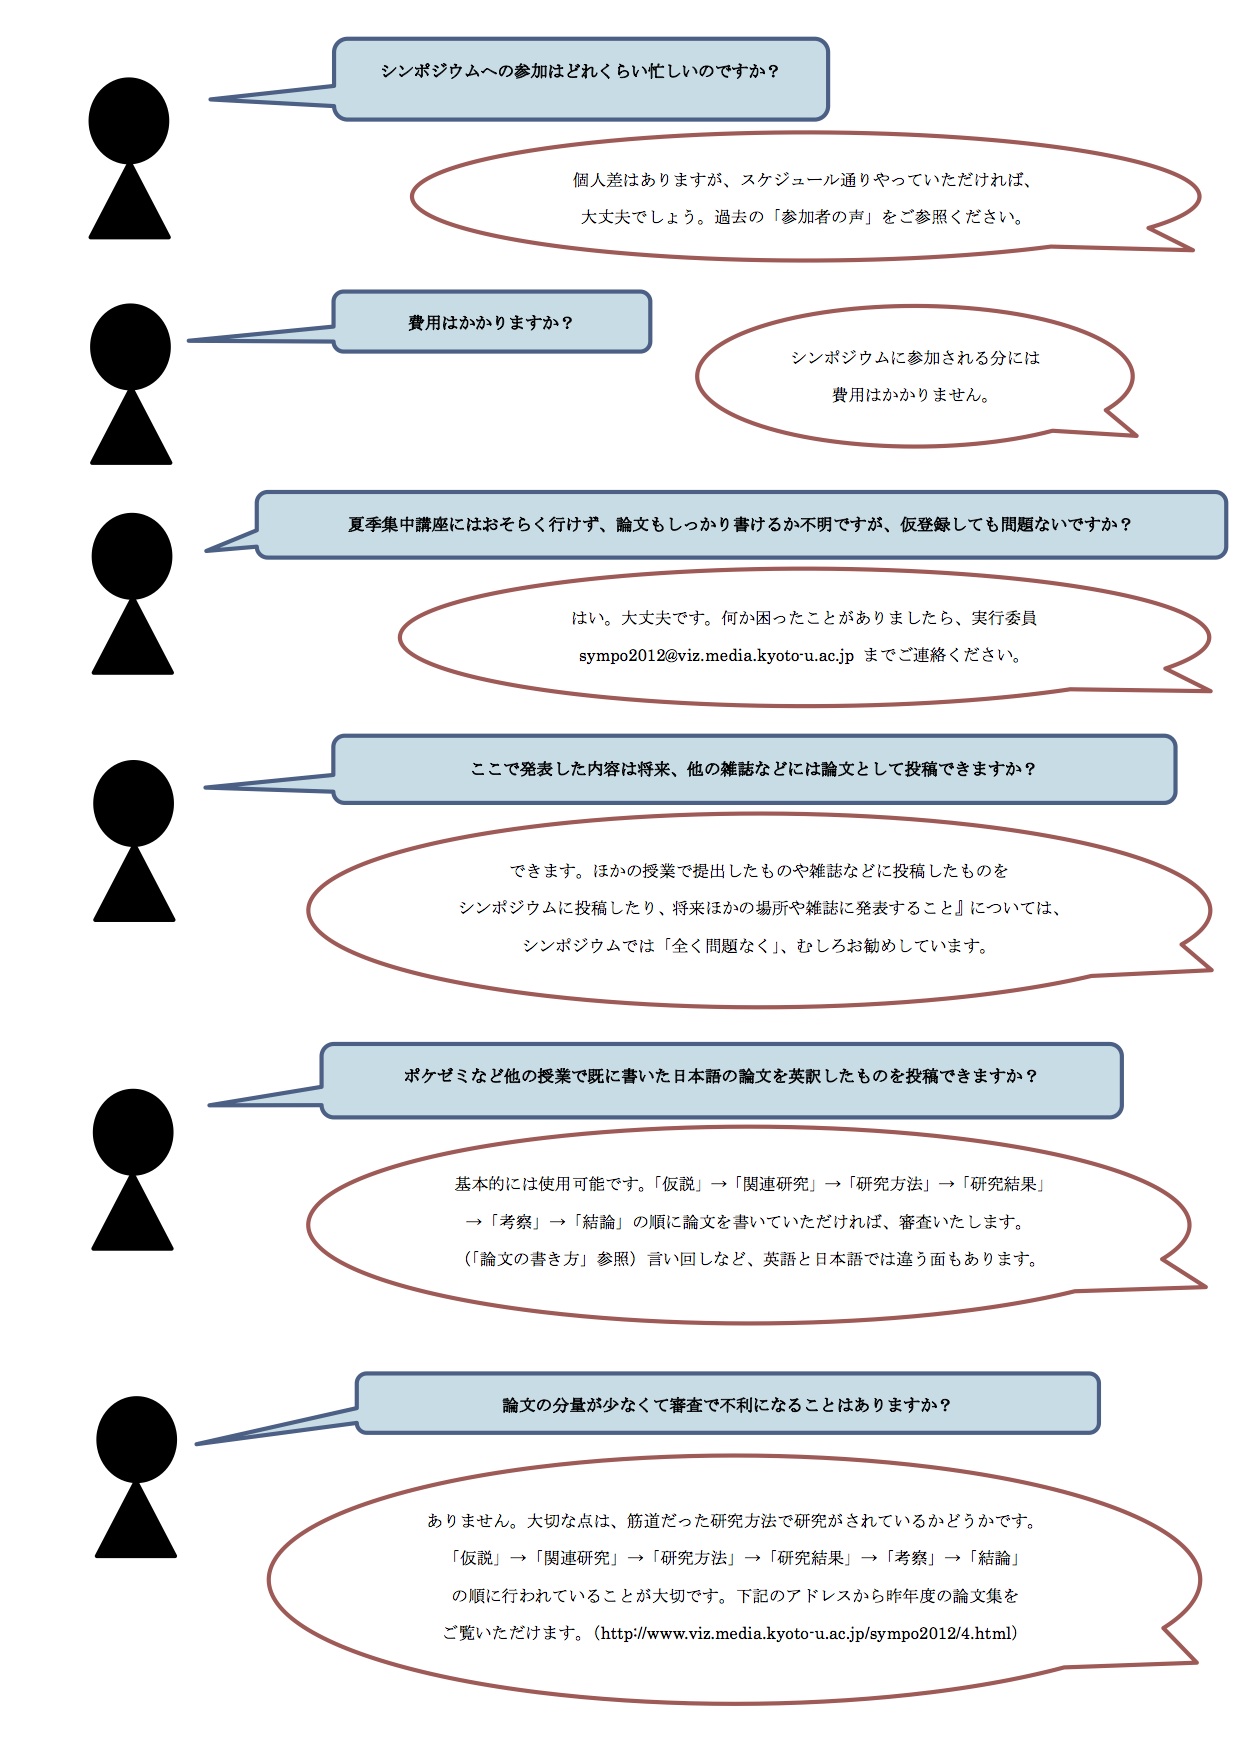 シンポジウムへの参加はどれくらい忙しいのですか？
個人差はありますが、スケジュール通りやっていただければ、
大丈夫でしょう。過去の「参加者の声」をご参照ください。
費用はかかりますか？
シンポジウムに参加される分には
費用はかかりません。
夏季集中講座にはおそらく行けず、論文もしっかり書けるか不明ですが、仮登録しても問題ないですか？
はい。大丈夫です。何か困ったことがありましたら、実行委員
sympo2012@viz.media.kyoto-u.ac.jp までご連絡ください。
ここで発表した内容は将来、他の雑誌などには論文として投稿できますか？
できます。ほかの授業で提出したものや雑誌などに投稿したものを
シンポジウムに投稿したり、将来ほかの場所や雑誌に発表すること』については、
シンポジウムでは「全く問題なく」、むしろお勧めしています。
ポケゼミなど他の授業で既に書いた日本語の論文を英訳したものを投稿できますか？
基本的には使用可能です。「仮説」→「関連研究」→「研究方法」→「研究結果」
→「考察」→「結論」の順に論文を書いていただければ、審査いたします。
（「論文の書き方」参照）言い回しなど、英語と日本語では違う面もあります。
論文の分量が少なくて審査で不利になることはありますか？
ありません。大切な点は、筋道だった研究方法で研究がされているかどうかです。
「仮説」→「関連研究」→「研究方法」→「研究結果」→「考察」→「結論」
の順に行われていることが大切です。下記のアドレスから昨年度の論文集を
ご覧いただけます。（http://www.viz.media.kyoto-u.ac.jp/sympo2012/4.html）